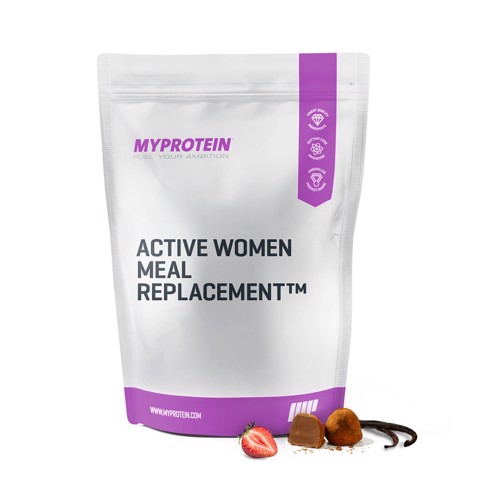 MYPROTEIN
FUEL YOUR AMBITION
ACTIVE WOMEN
MEAL
REPLACEMENT™
WWW.MYPROTEIN.COM